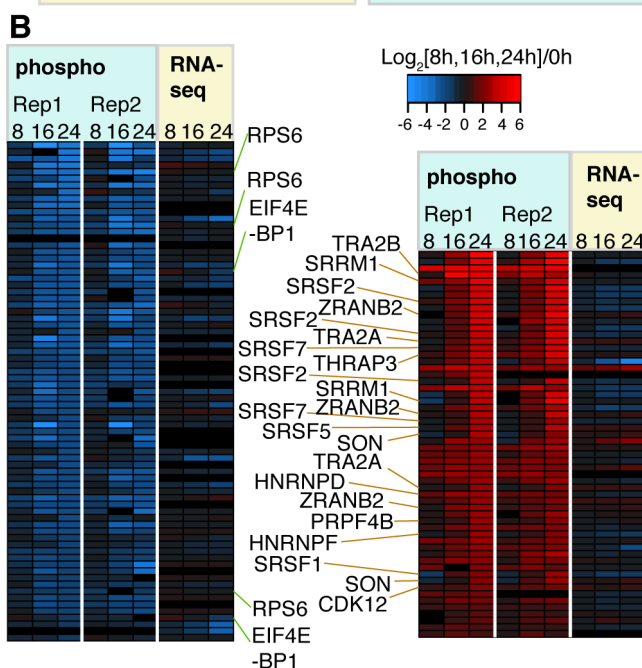 B
phospho
RNA-
seq
Rep1 Rep2
8 16 24 8 16 24 8 16 24
RPS6
RPS6
EIF4E
-BP1
RPS6
EIF4E
-BP1
Log2[8h,16h,24h]/0h
-6 -4 -2 0 2 4 6
phospho
RNA-
seq
Rep1 Rep2
8 16 24 8 16 24 8 16 24
TRA2B
SRRM1
SRSF2
ZRANB2
SRSF2
TRA2A
SRSF7
THRAP3
SRSF2
SRRM1
ZRANB2
SRSF7
SRSF5
SON
TRA2A
HNRNPD
ZRANB2
PRPF4B
HNRNPF
SRSF1
SON
CDK12